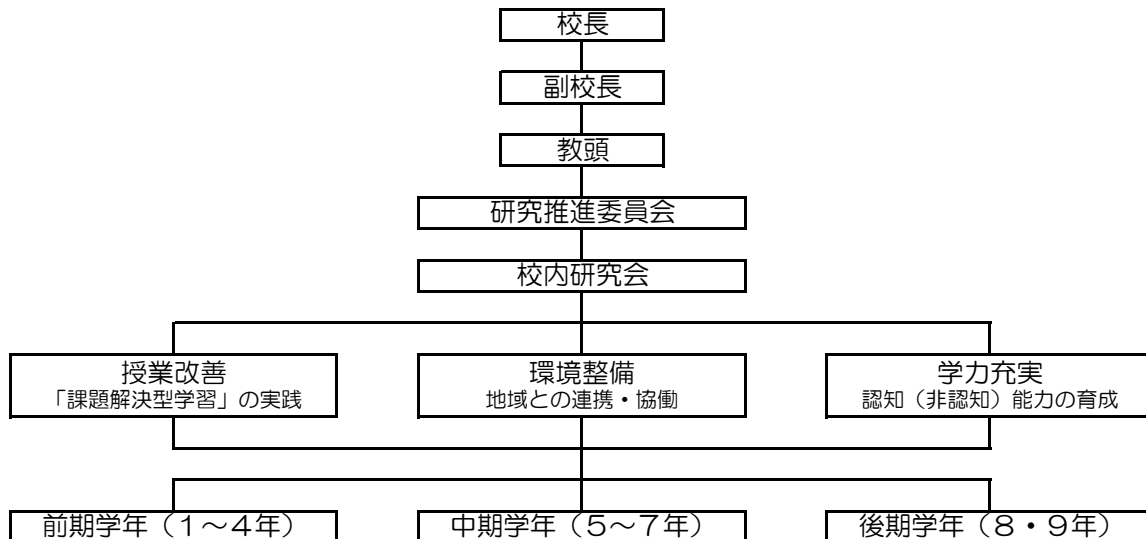 校長
副校長
教頭
研究推進委員会
校内研究会
授業改善
「課題解決型学習」の実践
環境整備
地域との連携・協働
学力充実
認知（非認知）能力の育成
前期学年（１～４年）
中期学年（５～７年）
後期学年（８・９年）